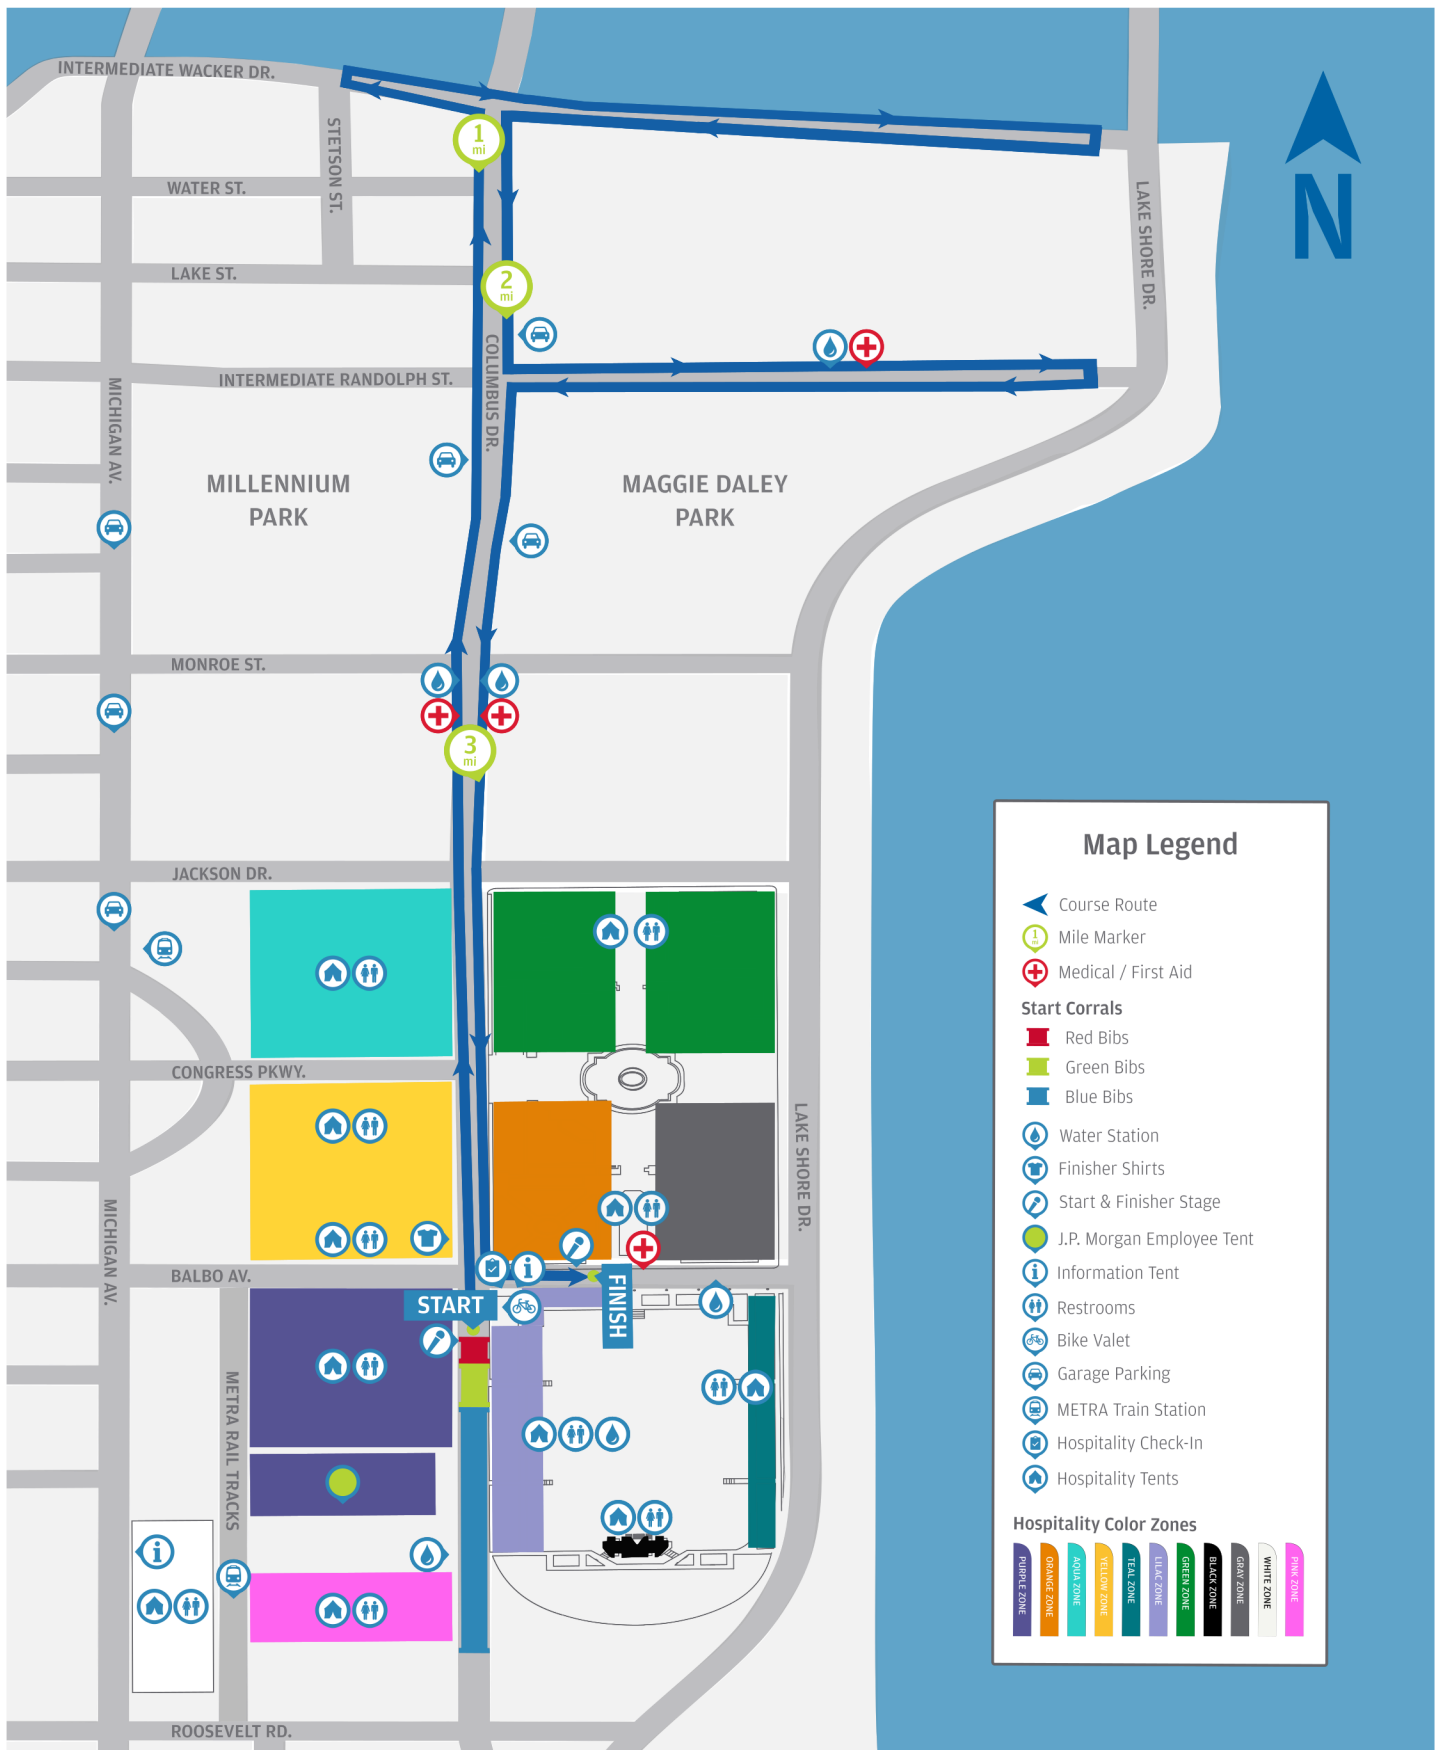 INTERMEDIATE WACKER DR.
STETSON ST.
1
mi
WATER ST.
LAKE SHORE DR.
N
LAKE ST.
2
mi
COLUMBUS DR.
INTERMEDIATE RANDOLPH ST.
MICHIGAN AV.
MILLENNIUM
PARK
MAGGIE DALEY
PARK
MONROE ST.
3
mi
JACKSON DR.
CONGRESS PKWY.
LAKE SHORE DR.
MICHIGAN AV.
BALBO AV.
START
FINISH
METRA RAIL TRACKS
ROOSEVELT RD.
Map Legend
Course Route
1
mi
Mile Marker
Medical / First Aid
Start Corrals
Red Bibs
Green Bibs
Blue Bibs
Water Station
Finisher Shirts
Start & Finisher Stage
J.P. Morgan Employee Tent
Information Tent
Restrooms
Bike Valet
Garage Parking
METRA Train Station
Hospitality Check-In
Hospitality Tents
Hospitality Color Zones
PURPLE ZONE
ORANGE ZONE
AQUA ZONE
YELLOW ZONE
TEAL ZONE
LILAC ZONE
GREEN ZONE
BLACK ZONE
GRAY ZONE
WHITE ZONE
PINK ZONE